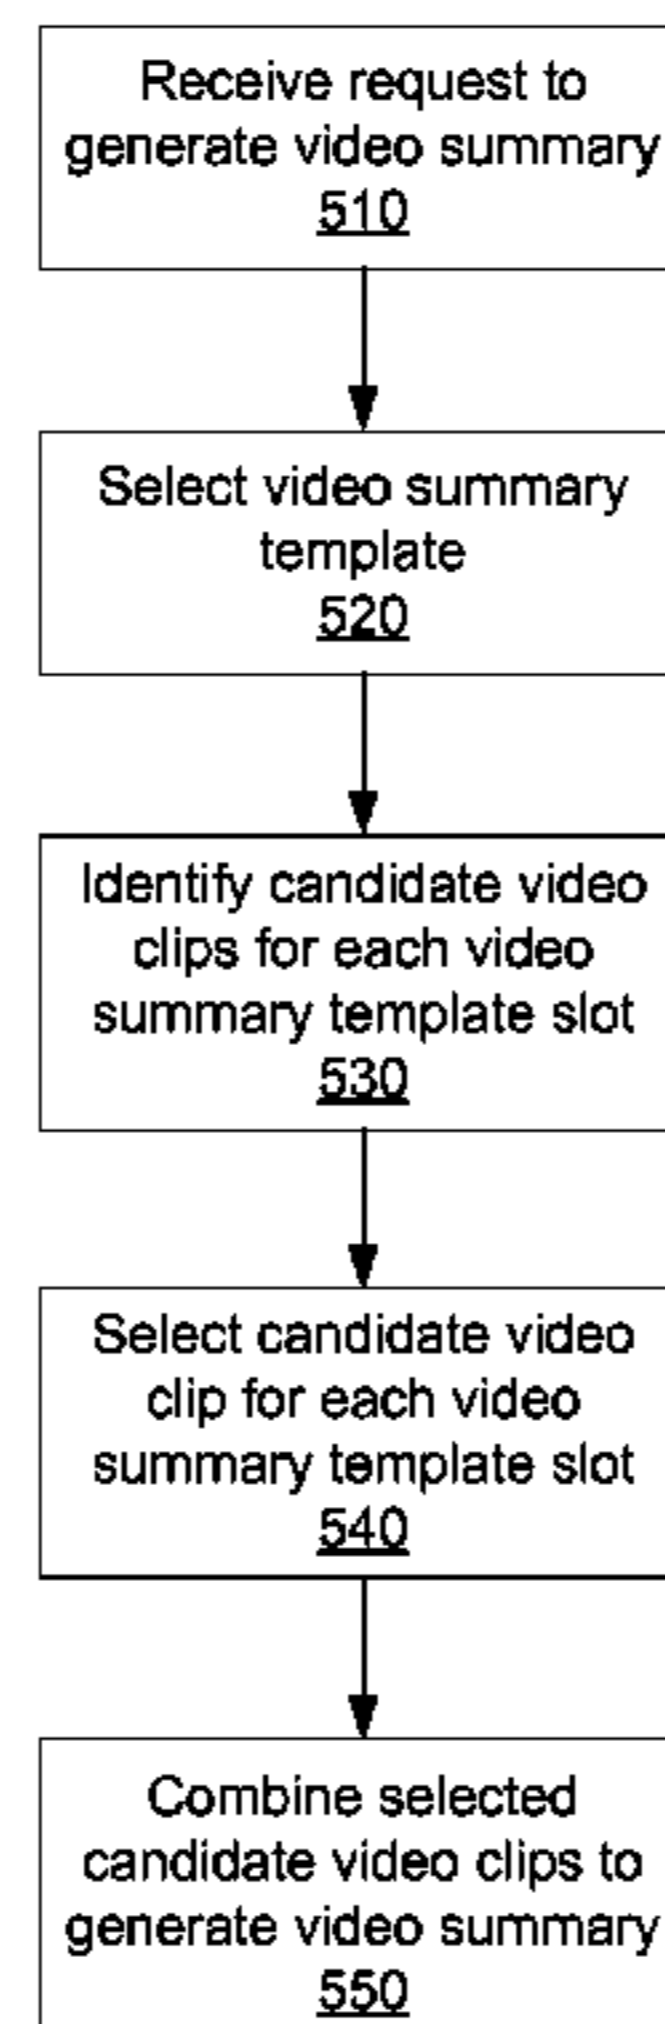 Receive request to
generate video summary
510
Select video summary
template
520
Identify candidate video
clips for each video
summary template slot
530
Select candidate video
clip for each video
summary template slot
540
Combine selected
candidate video clips to
generate video summary
550